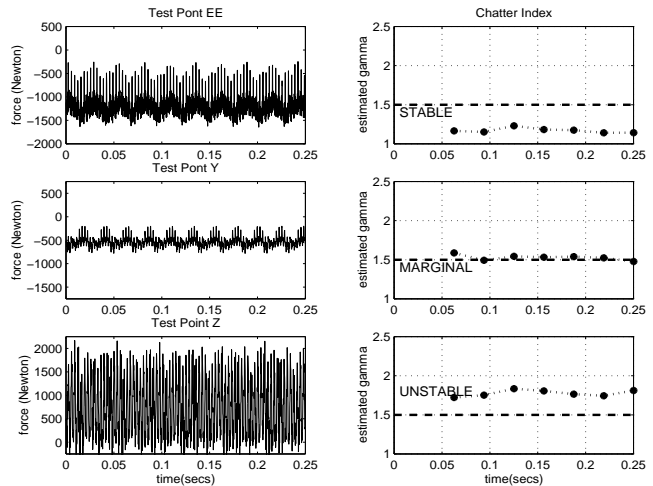 Test Pont EE
500
0
−500
−1000
−1500
−2000
force (Newton)
0 0.05 0.1 0.15 0.2 0.25
Chatter Index
2.5
2
1.5
1
estimated gamma
STABLE
0 0.05 0.1 0.15 0.2 0.25
Test Pont Y
500
0
−500
−1000
−1500
force (Newton)
0 0.05 0.1 0.15 0.2 0.25
2.5
2
1.5
1
estimated gamma
MARGINAL
0 0.05 0.1 0.15 0.2 0.25
Test Point Z
2000
1500
1000
500
0
force (Newton)
0 0.05 0.1 0.15 0.2 0.25
time(secs)
2.5
2
1.5
1
estimated gamma
UNSTABLE
0 0.05 0.1 0.15 0.2 0.25
time(secs)